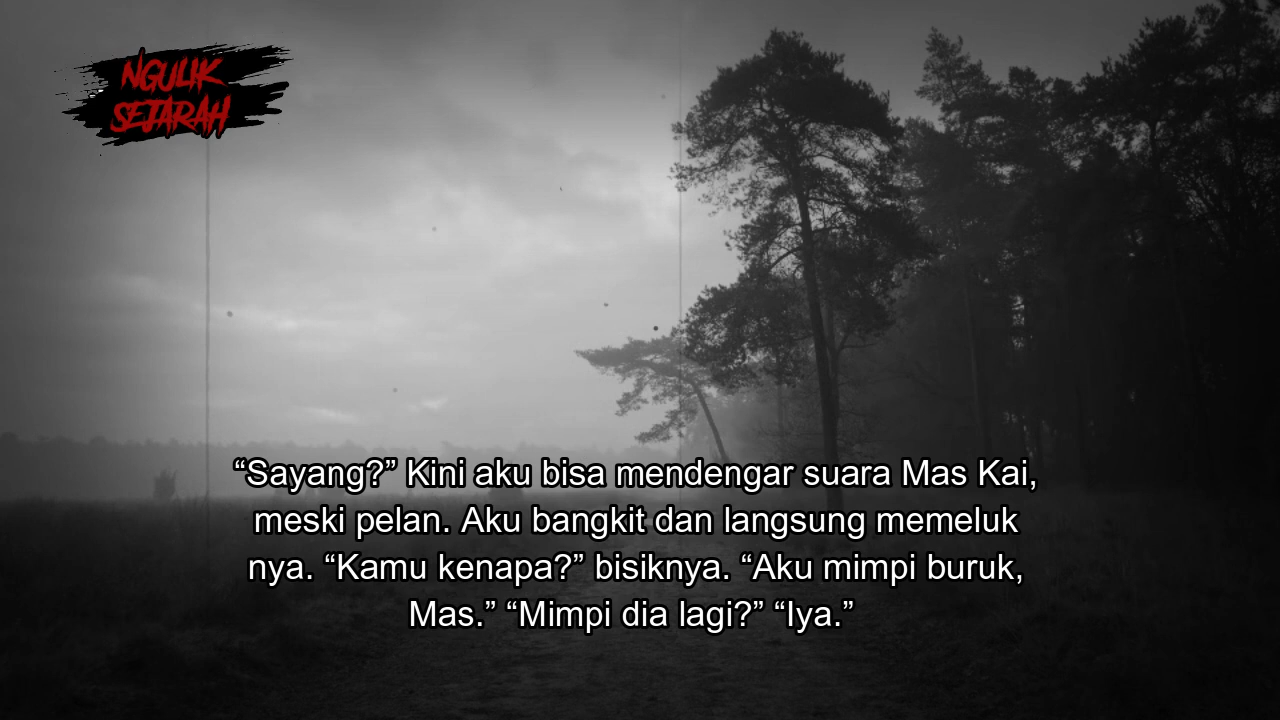 NGULIK
SEJARAH
“Sayang?” Kini aku bisa mendengar suara Mas Kai,
meski pelan. Aku bangkit dan langsung memeluk
nya. “Kamu kenapa?” bisiknya. “Aku mimpi buruk,
Mas.” “Mimpi dia lagi?” “Iya.”